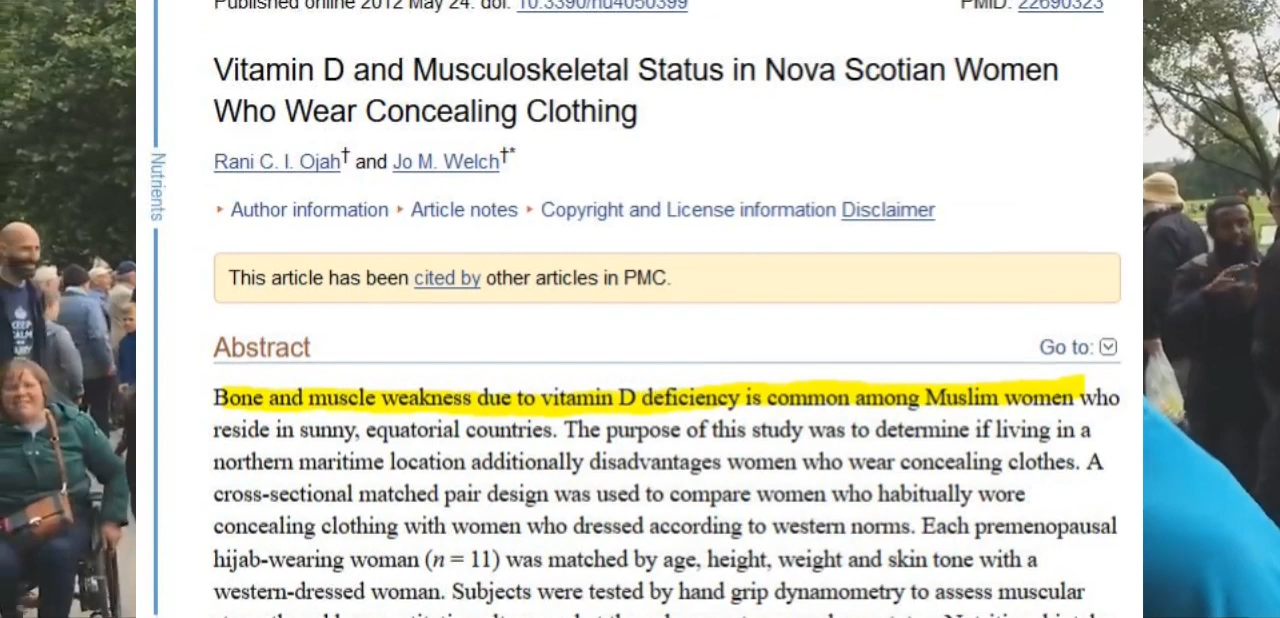 Published online 2012 May 24. doi: 10.3390/nu4050399
PMID: 22690323
Vitamin D and Musculoskeletal Status in Nova Scotian Women
Who Wear Concealing Clothing
Rani C. I. Ojah† and Jo M. Welch†*
Nutrients
‣ Author information ‣ Article notes ‣ Copyright and License information Disclaimer
This article has been cited by other articles in PMC.
Abstract
Go to:
Bone and muscle weakness due to vitamin D deficiency is common among Muslim women who
reside in sunny, equatorial countries. The purpose of this study was to determine if living in a
northern maritime location additionally disadvantages women who wear concealing clothes. A
cross-sectional matched pair design was used to compare women who habitually wore
concealing clothing with women who dressed according to western norms. Each premenopausal
hijab-wearing woman (n = 11) was matched by age, height, weight and skin tone with a
western-dressed woman. Subjects were tested by hand grip dynamometry to assess muscular
KEEP
CALM